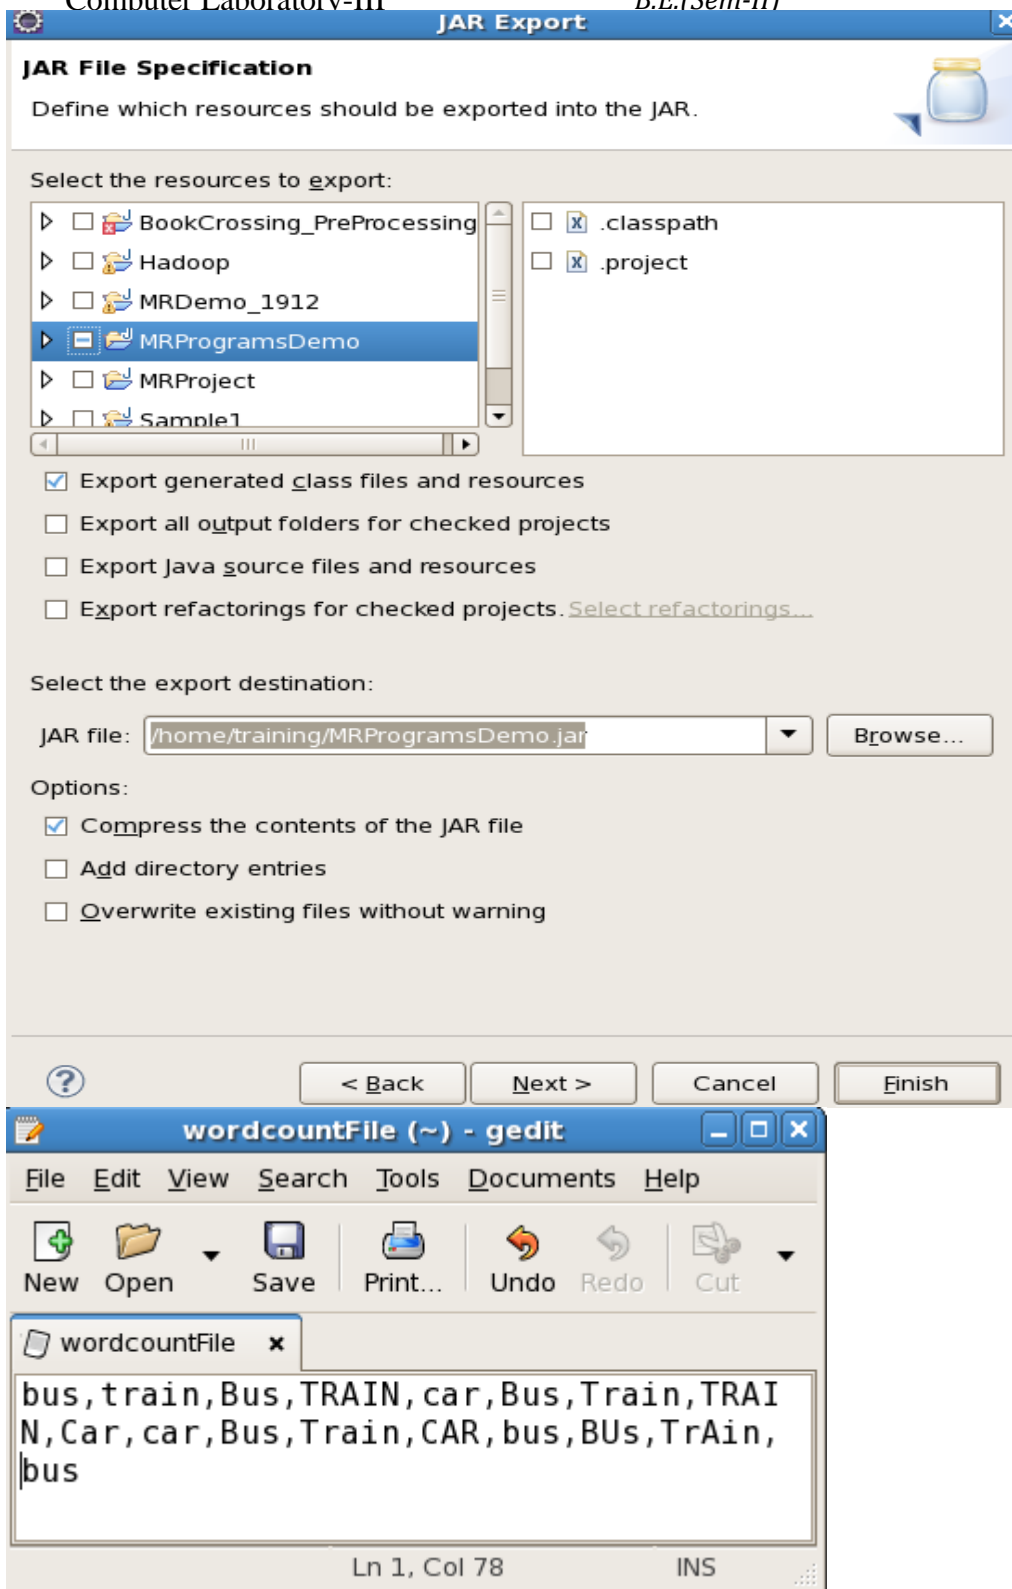 Computer Laboratory-III B.E.(Sem-II)
JAR Export
JAR File Specification
Define which resources should be exported into the JAR.
Select the resources to export:
BookCrossing_PreProcessing
Hadoop
MRDemo_1912
MRProgramsDemo
MRProject
Sample1
.classpath
.project
Export generated class files and resources
Export all output folders for checked projects
Export Java source files and resources
Export refactorings for checked projects. Select refactorings...
Select the export destination:
JAR file: /home/training/MRProgramsDemo.jar Browse...
Options:
Compress the contents of the JAR file
Add directory entries
Overwrite existing files without warning
< Back Next > Cancel Finish
wordcountFile (~) - gedit
File Edit View Search Tools Documents Help
New Open Save Print... Undo Redo Cut
wordcountFile
bus,train,Bus,TRAIN,car,Bus,Train,TRAI
N,Car,car,Bus,Train,CAR,bus,BUs,TrAin,
bus
Ln 1, Col 78 INS